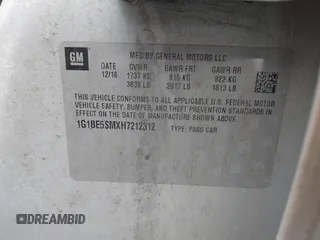 GM
MFD BY GENERAL MOTORS LLC
DATE GVWR GAWR FRT GAWR RR
12/16 1737 KG 915 KG 822 KG
3829 LB 2017 LB 1813 LB
THIS VEHICLE CONFORMS TO ALL APPLICABLE U.S. FEDERAL MOTOR
VEHICLE SAFETY, BUMPER, AND THEFT PREVENTION STANDARDS IN
EFFECT ON THE DATE OF MANUFACTURE SHOWN ABOVE.
1G1BE5SMXH7212312 TYPE: PASS CAR
DREAMBID